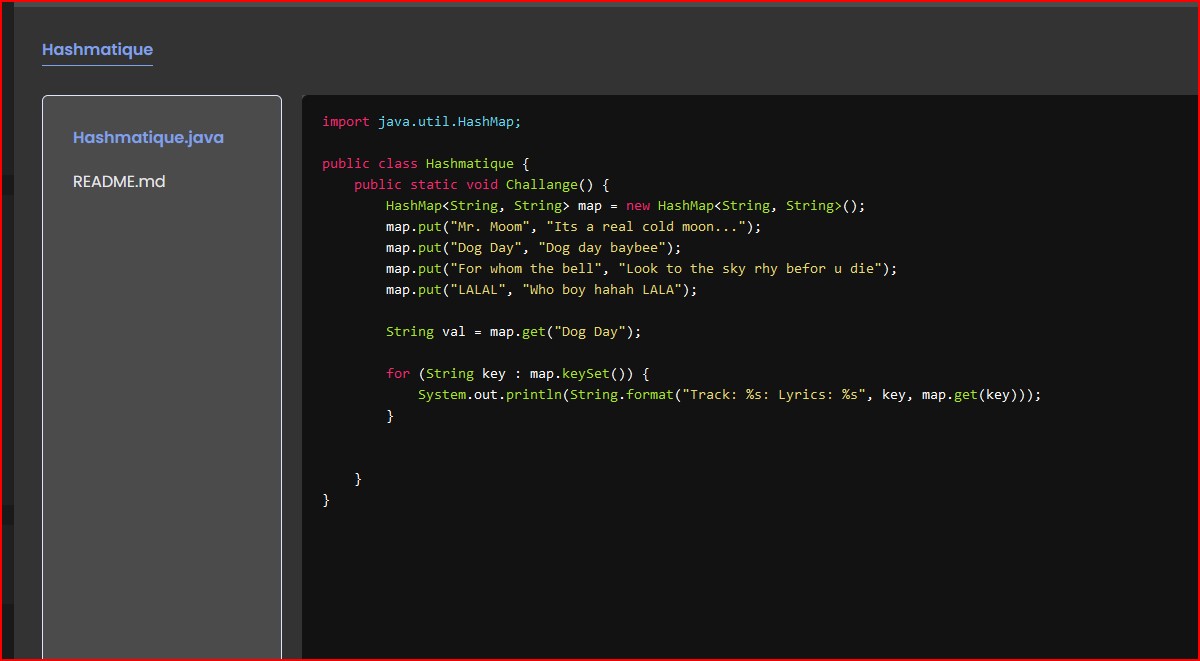 Hashmatique
Hashmatique.java
README.md
import java.util.HashMap;
public class Hashmatique {
public static void Challange() {
HashMap<String, String> map = new HashMap<String, String>();
map.put("Mr. Moom", "Its a real cold moon...");
map.put("Dog Day", "Dog day baybee");
map.put("For whom the bell", "Look to the sky rhy befor u die");
map.put("LALAL", "Who boy hahah LALA");
String val = map.get("Dog Day");
for (String key : map.keySet()) {
System.out.println(String.format("Track: %s: Lyrics: %s", key, map.get(key)));
}
}
}